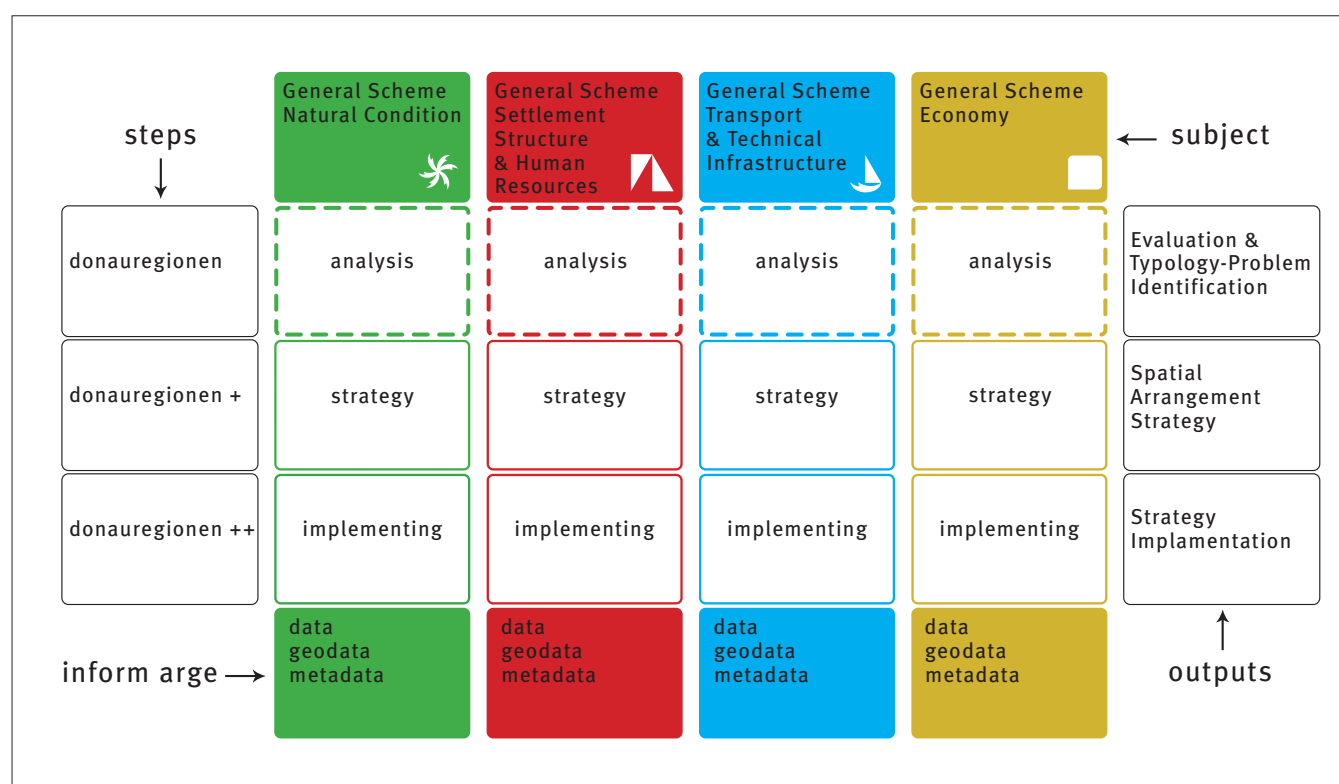 General Scheme
Natural Condition
General Scheme
Settlement
Structure
& Human
Resources
General Scheme
Transport
& Technical
Infrastructure
General Scheme
Economy
steps
subject
donauregionen
analysis
analysis
analysis
analysis
Evaluation &
Typology-Problem
Identification
donauregionen +
strategy
strategy
strategy
strategy
Spatial
Arrangement
Strategy
donauregionen ++
implementing
implementing
implementing
implementing
Strategy
Implamentation
inform arge
data
geodata
metadata
data
geodata
metadata
data
geodata
metadata
data
geodata
metadata
outputs